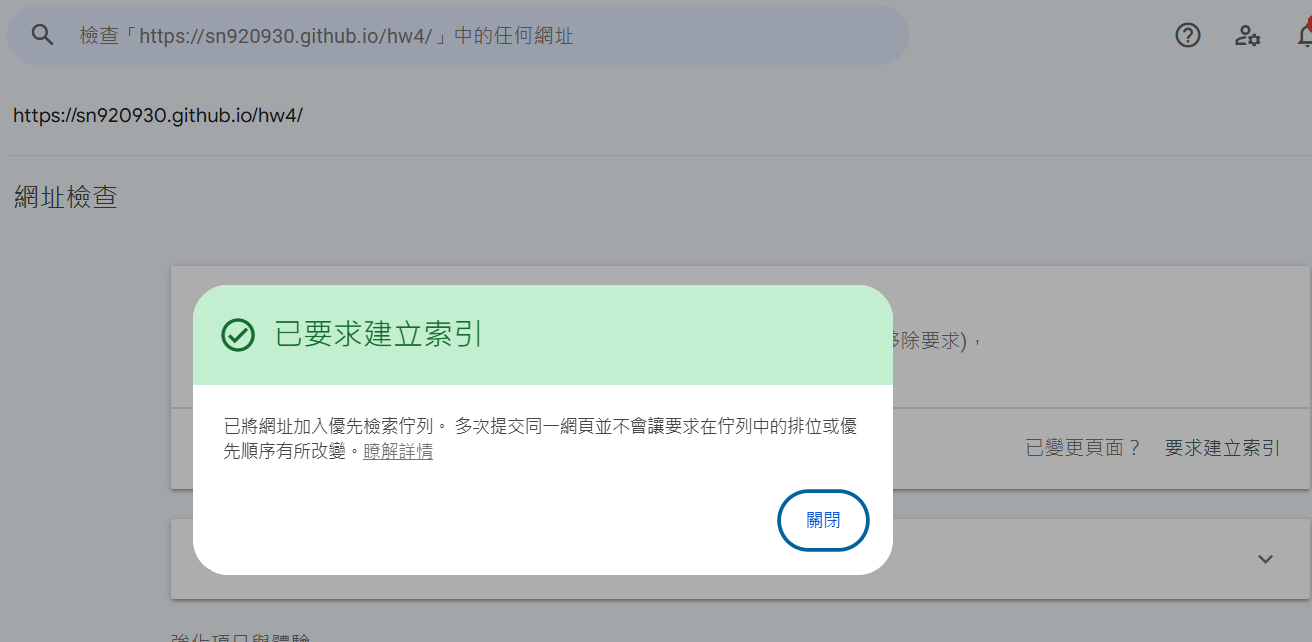 檢查「https://sn920930.github.io/hw4/」中的任何網址
https://sn920930.github.io/hw4/
網址檢查
已要求建立索引
除要求)，
已將網址加入優先檢索佇列。 多次提交同一網頁並不會讓要求在佇列中的排位或優
先順序有所改變。瞭解詳情
已變更頁面？ 要求建立索引
關閉